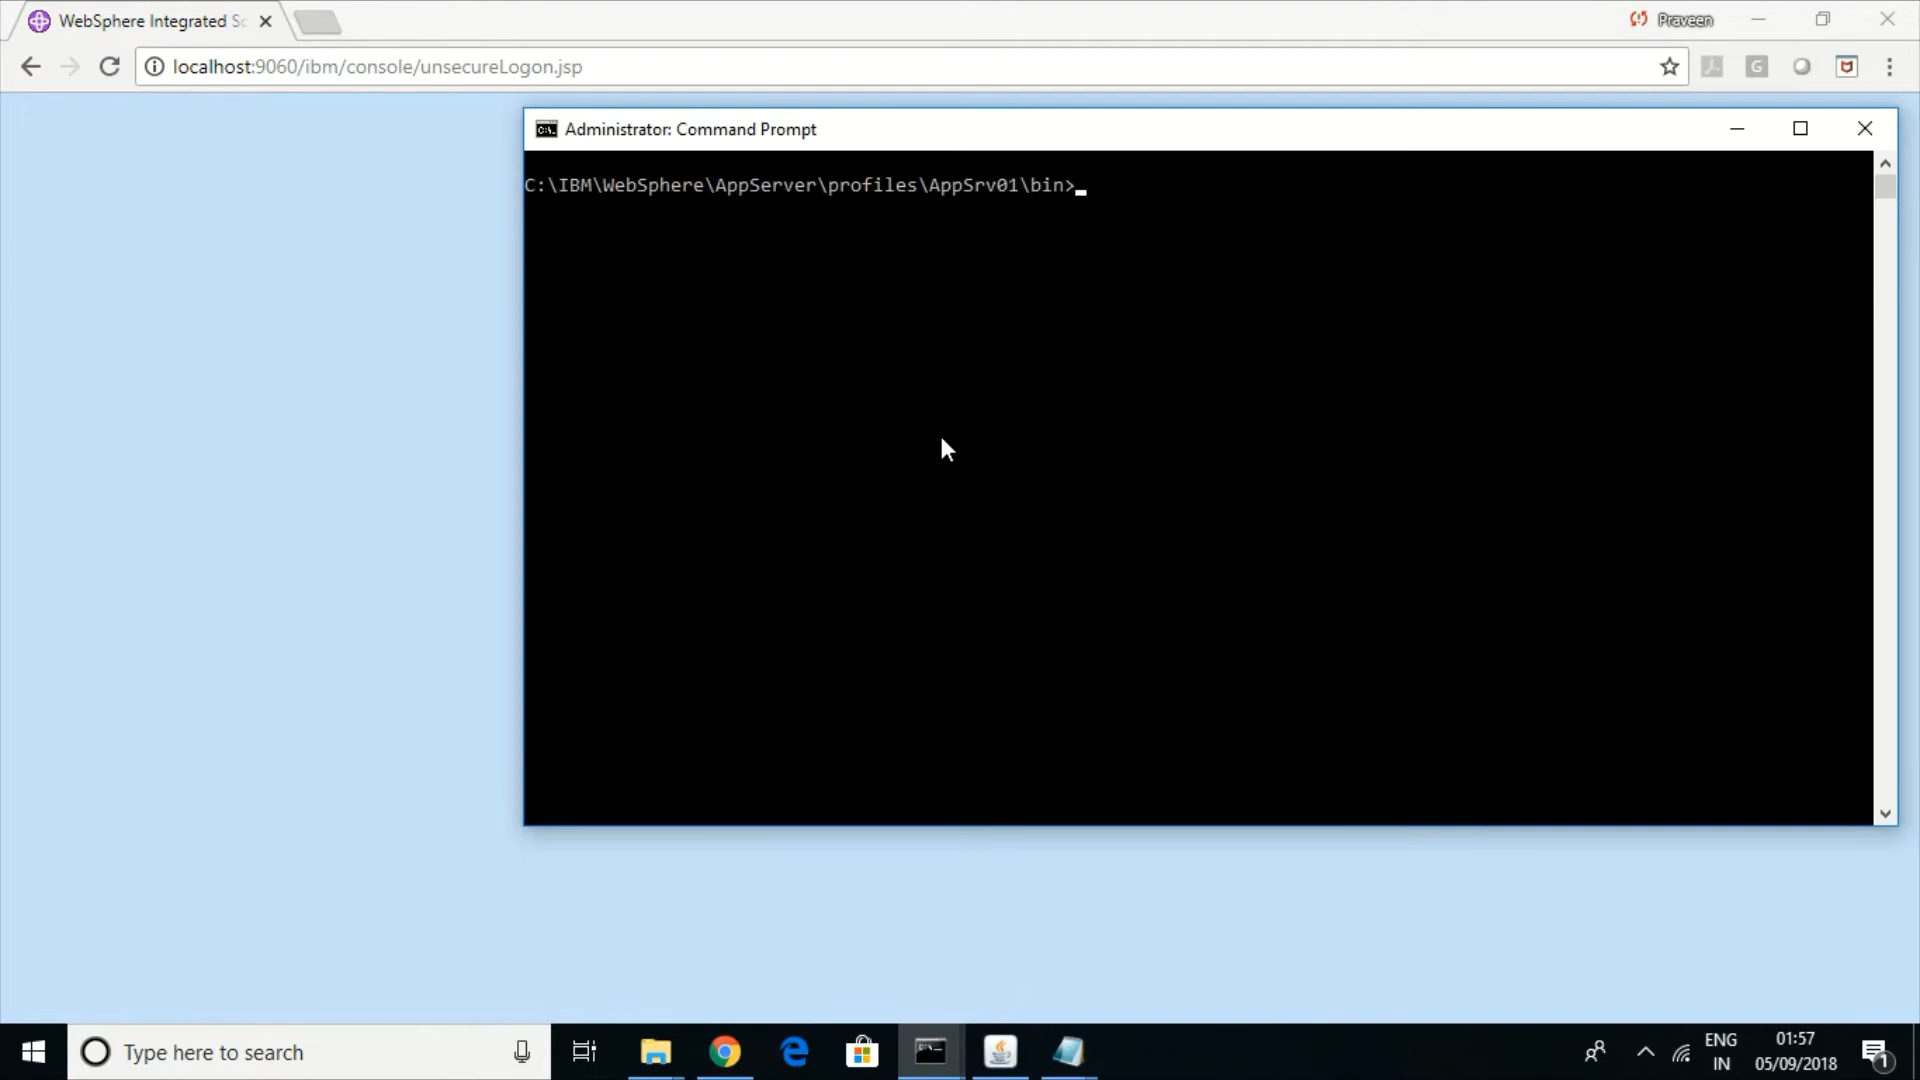 WebSphere Integrated Sc
Praveen
localhost:9060/ibm/console/unsecureLogon.jsp
Administrator: Command Prompt
C:\IBM\WebSphere\AppServer\profiles\AppSrv01\bin>
Type here to search
ENG
IN
01:57
05/09/2018
1